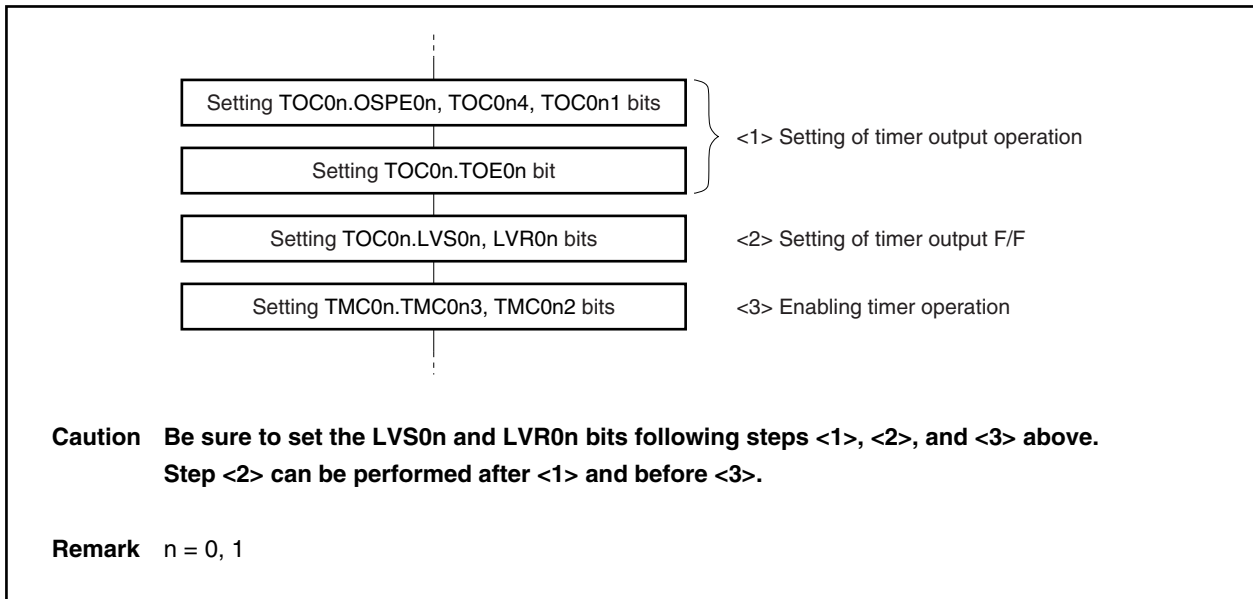 Setting TOC0n.OSPE0n, TOC0n4, TOC0n1 bits
<1> Setting of timer output operation
Setting TOC0n.TOE0n bit
Setting TOC0n.LVS0n, LVR0n bits
<2> Setting of timer output F/F
Setting TMC0n.TMC0n3, TMC0n2 bits
<3> Enabling timer operation
Caution Be sure to set the LVS0n and LVR0n bits following steps <1>, <2>, and <3> above.
Step <2> can be performed after <1> and before <3>.
Remark n = 0, 1